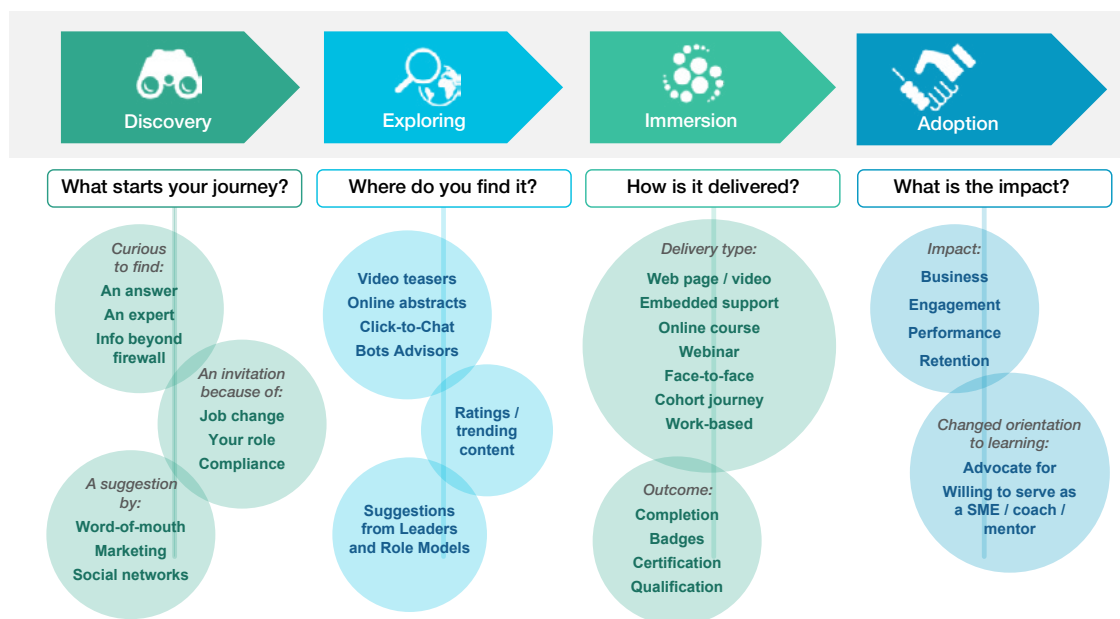 Discovery
Exploring
Immersion
Adoption
What starts your journey?
Where do you find it?
How is it delivered?
What is the impact?
Curious
to find:
An answer
An expert
Info beyond
firewall
An invitation
because of:
Job change
Your role
Compliance
A suggestion
by:
Word-of-mouth
Marketing
Social networks
Video teasers
Online abstracts
Click-to-Chat
Bots Advisors
Ratings /
trending
content
Suggestions
from Leaders
and Role Models
Delivery type:
Web page / video
Embedded support
Online course
Webinar
Face-to-face
Cohort journey
Work-based
Outcome:
Completion
Badges
Certification
Qualification
Impact:
Business
Engagement
Performance
Retention
Changed orientation
to learning:
Advocate for
Willing to serve as
a SME / coach /
mentor